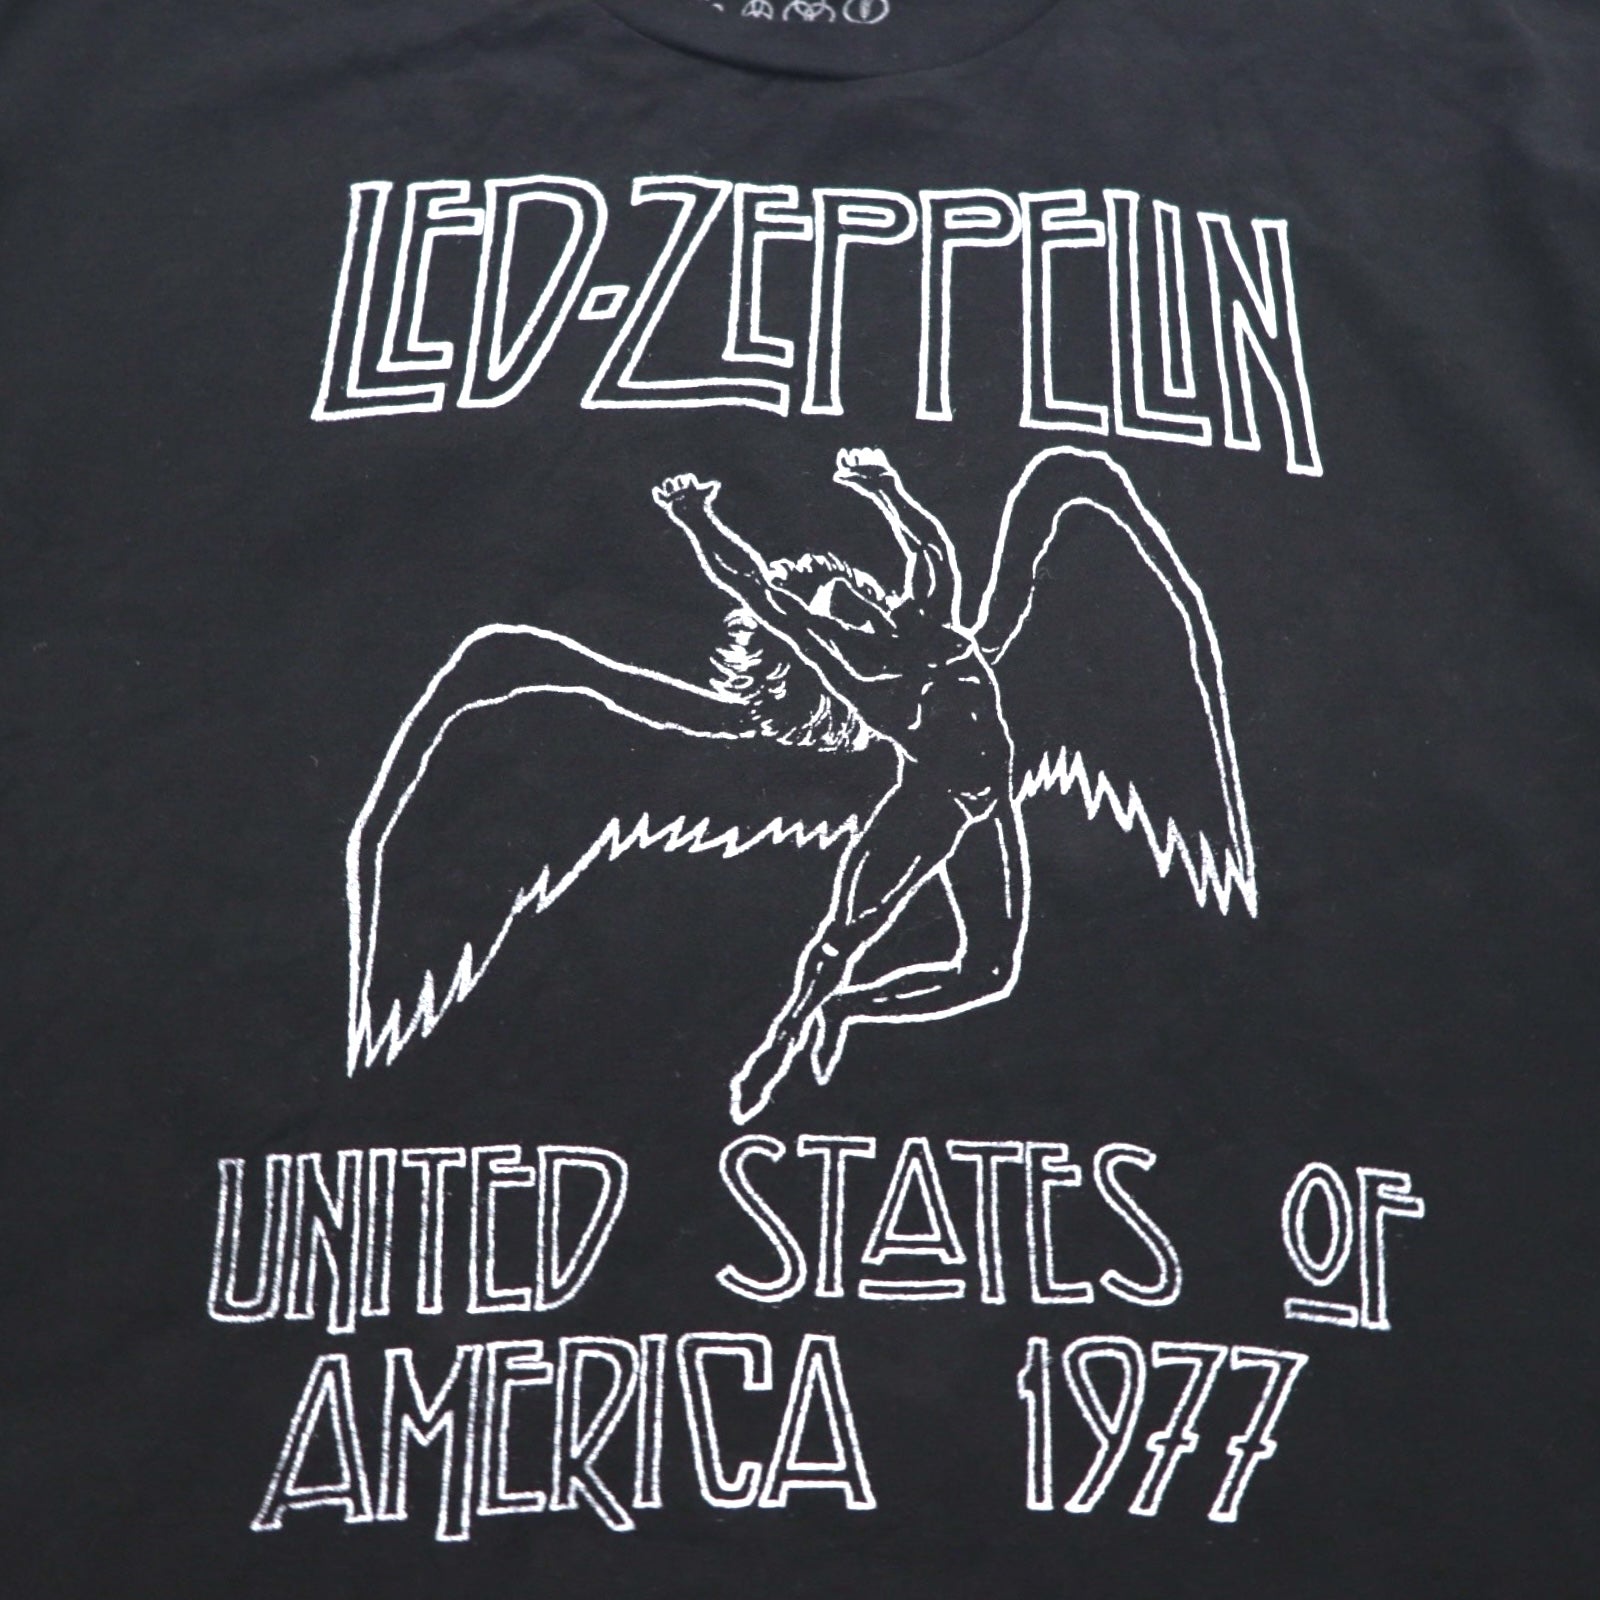 LED-ZEPPELIN
UNITED STATES OF
AMERICA 1977